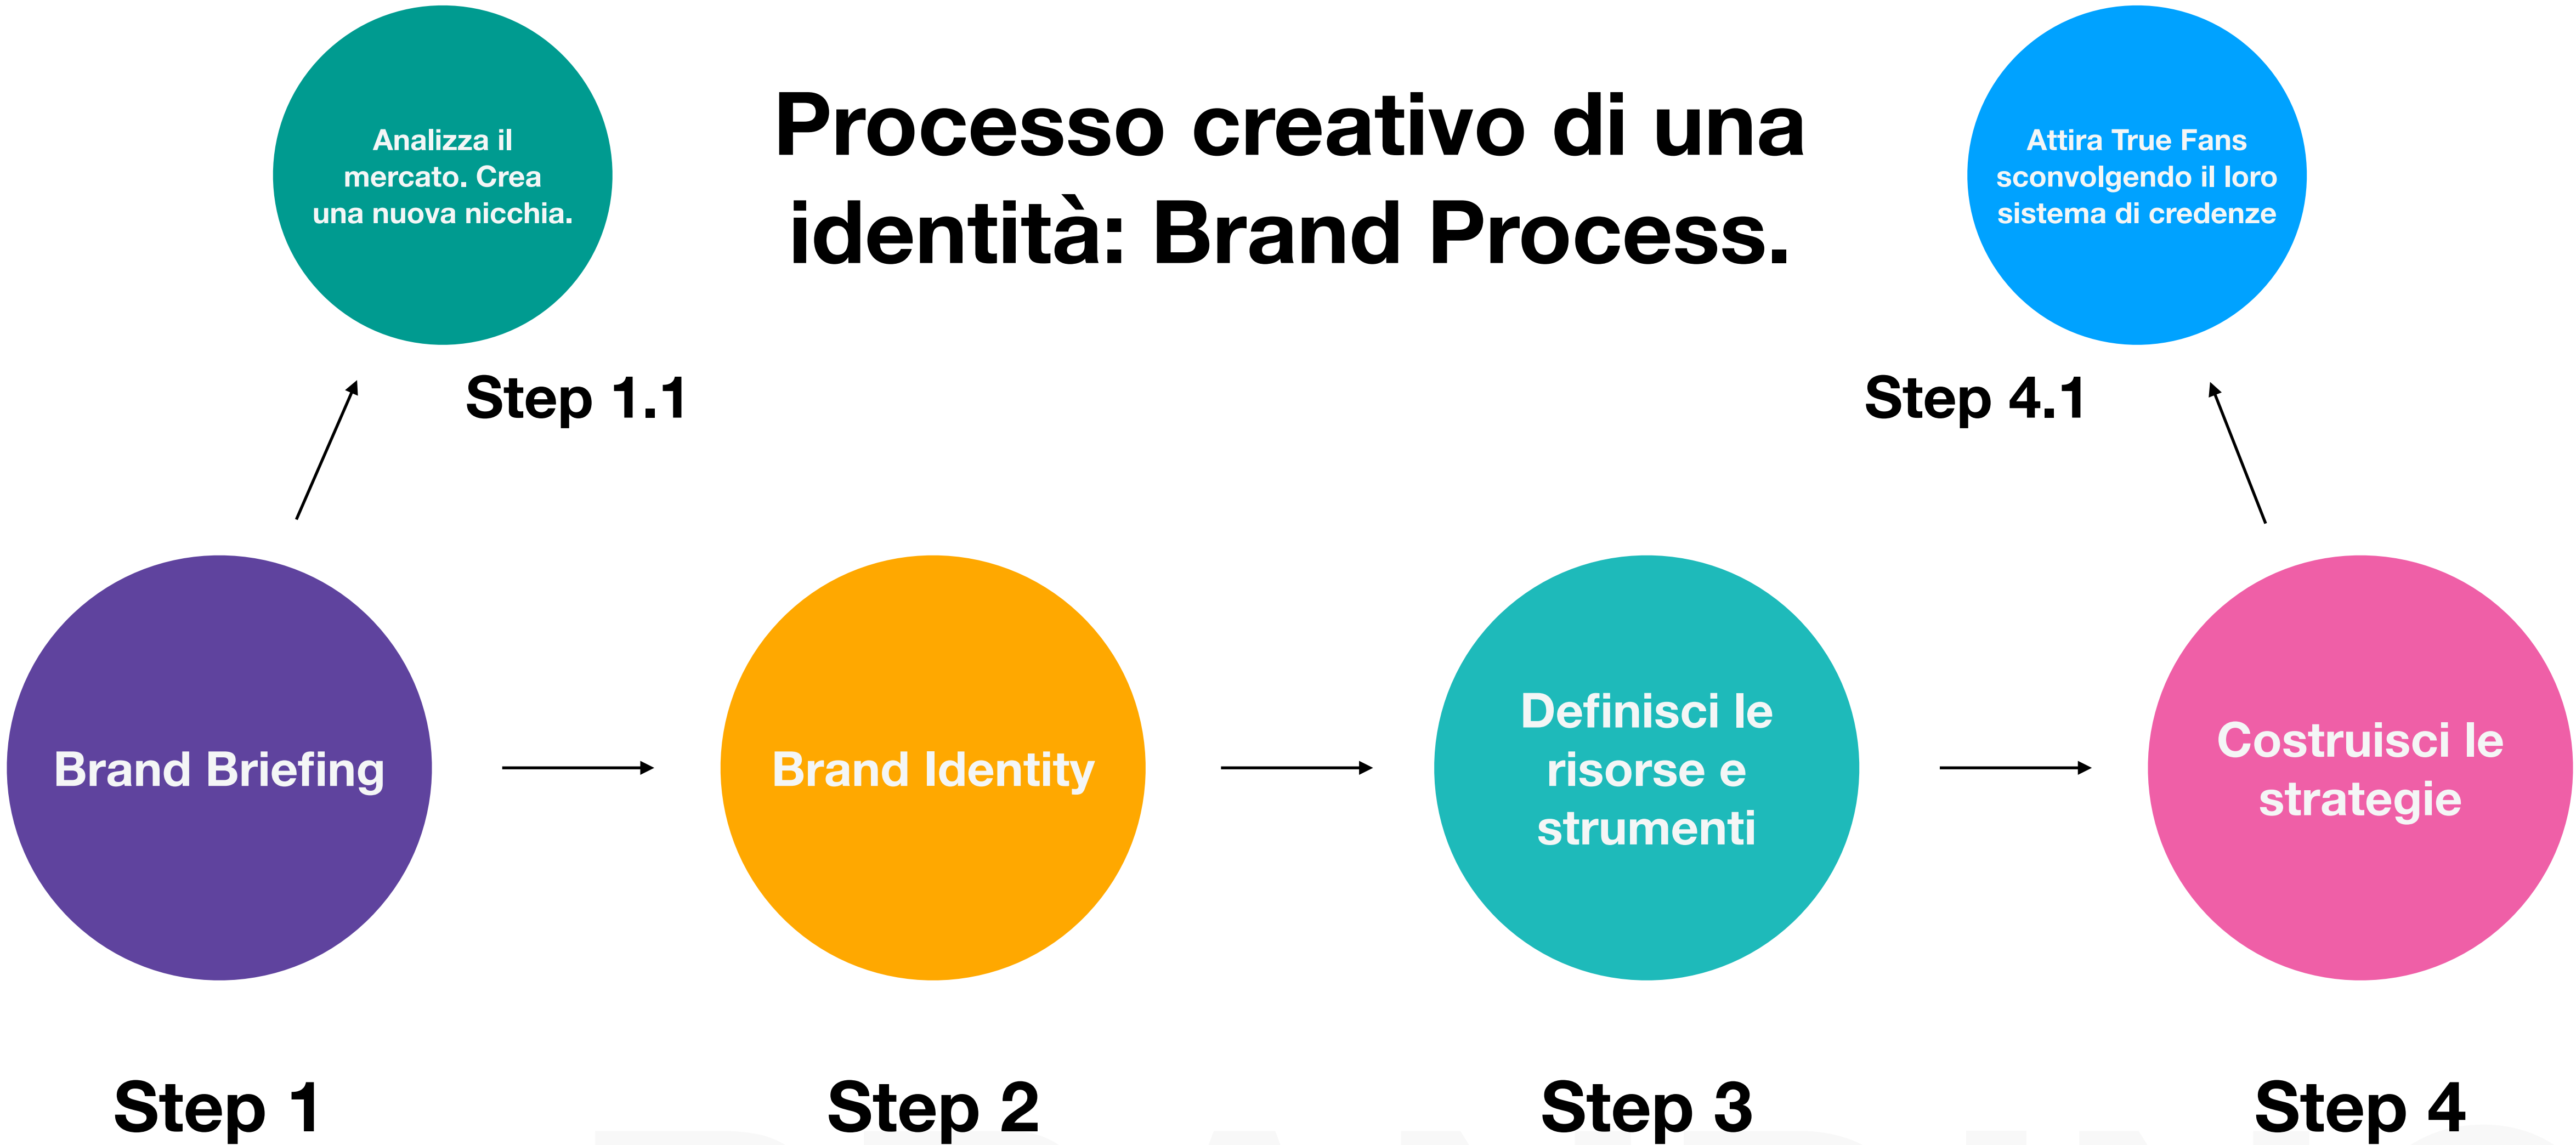 Processo creativo di una
identità: Brand Process.
Analizza il
mercato. Crea
una nuova nicchia.
Step 1.1
Attira True Fans
sconvolgendo il loro
sistema di credenze
Step 4.1
Brand Briefing
Step 1
Brand Identity
Step 2
Definisci le
risorse e
strumenti
Step 3
Costruisci le
strategie
Step 4